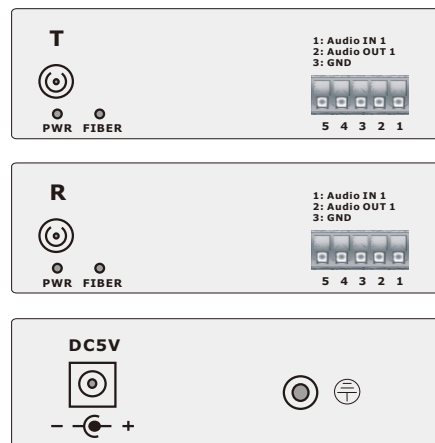 T
1: Audio IN 1
2: Audio OUT 1
3: GND
PWR FIBER
5 4 3 2 1
R
1: Audio IN 1
2: Audio OUT 1
3: GND
PWR FIBER
5 4 3 2 1
DC5V
- +